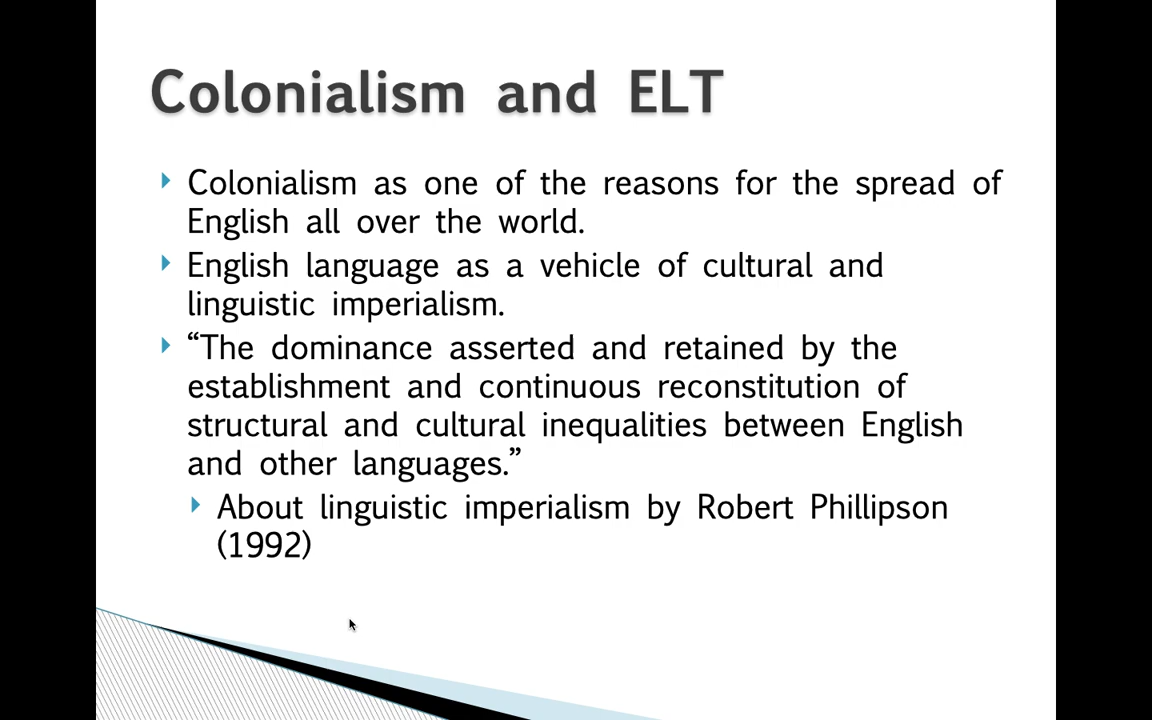 Colonialism and ELT
Colonialism as one of the reasons for the spread of
English all over the world.
English language as a vehicle of cultural and
linguistic imperialism.
“The dominance asserted and retained by the
establishment and continuous reconstitution of
structural and cultural inequalities between English
and other languages.”
About linguistic imperialism by Robert Phillipson
(1992)